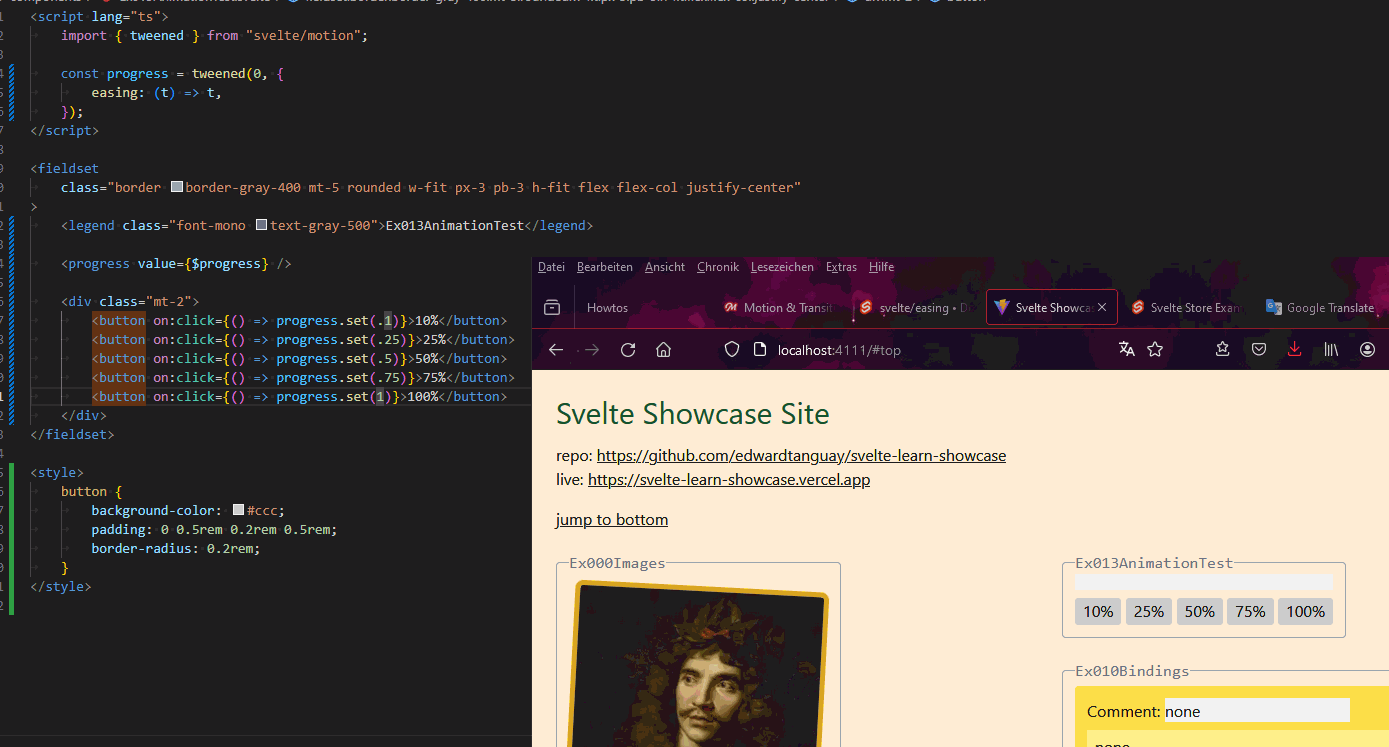 <script lang="ts">
import { tweened } from "svelte/motion";
const progress = tweened(0, {
easing: (t) => t,
});
</script>
<fieldset
class="border border-gray-400 mt-5 rounded w-fit px-3 pb-3 h-fit flex flex-col justify-center"
>
<legend class="font-mono text-gray-500">Ex013AnimationTest</legend>
<progress value={$progress} />
<div class="mt-2">
<button on:click={() => progress.set(.1)}>10%</button>
<button on:click={() => progress.set(.25)}>25%</button>
<button on:click={() => progress.set(.5)}>50%</button>
<button on:click={() => progress.set(.75)}>75%</button>
<button on:click={() => progress.set(1)}>100%</button>
</div>
</fieldset>
<style>
button {
background-color: #ccc;
padding: 0 0.5rem 0.2rem 0.5rem;
border-radius: 0.2rem;
}
</style>
Datei Bearbeiten Ansicht Chronik Lesezeichen Extras Hilfe
Howtos Motion & Transit svelte/easing • D Svelte Showcas Svelte Store Exan Google Translate
localhost:4111/#top
Svelte Showcase Site
repo: https://github.com/edwardtanguay/svelte-learn-showcase
live: https://svelte-learn-showcase.vercel.app
jump to bottom
Ex000Images
Ex013AnimationTest
10% 25% 50% 75% 100%
Ex010Bindings
Comment: none
none